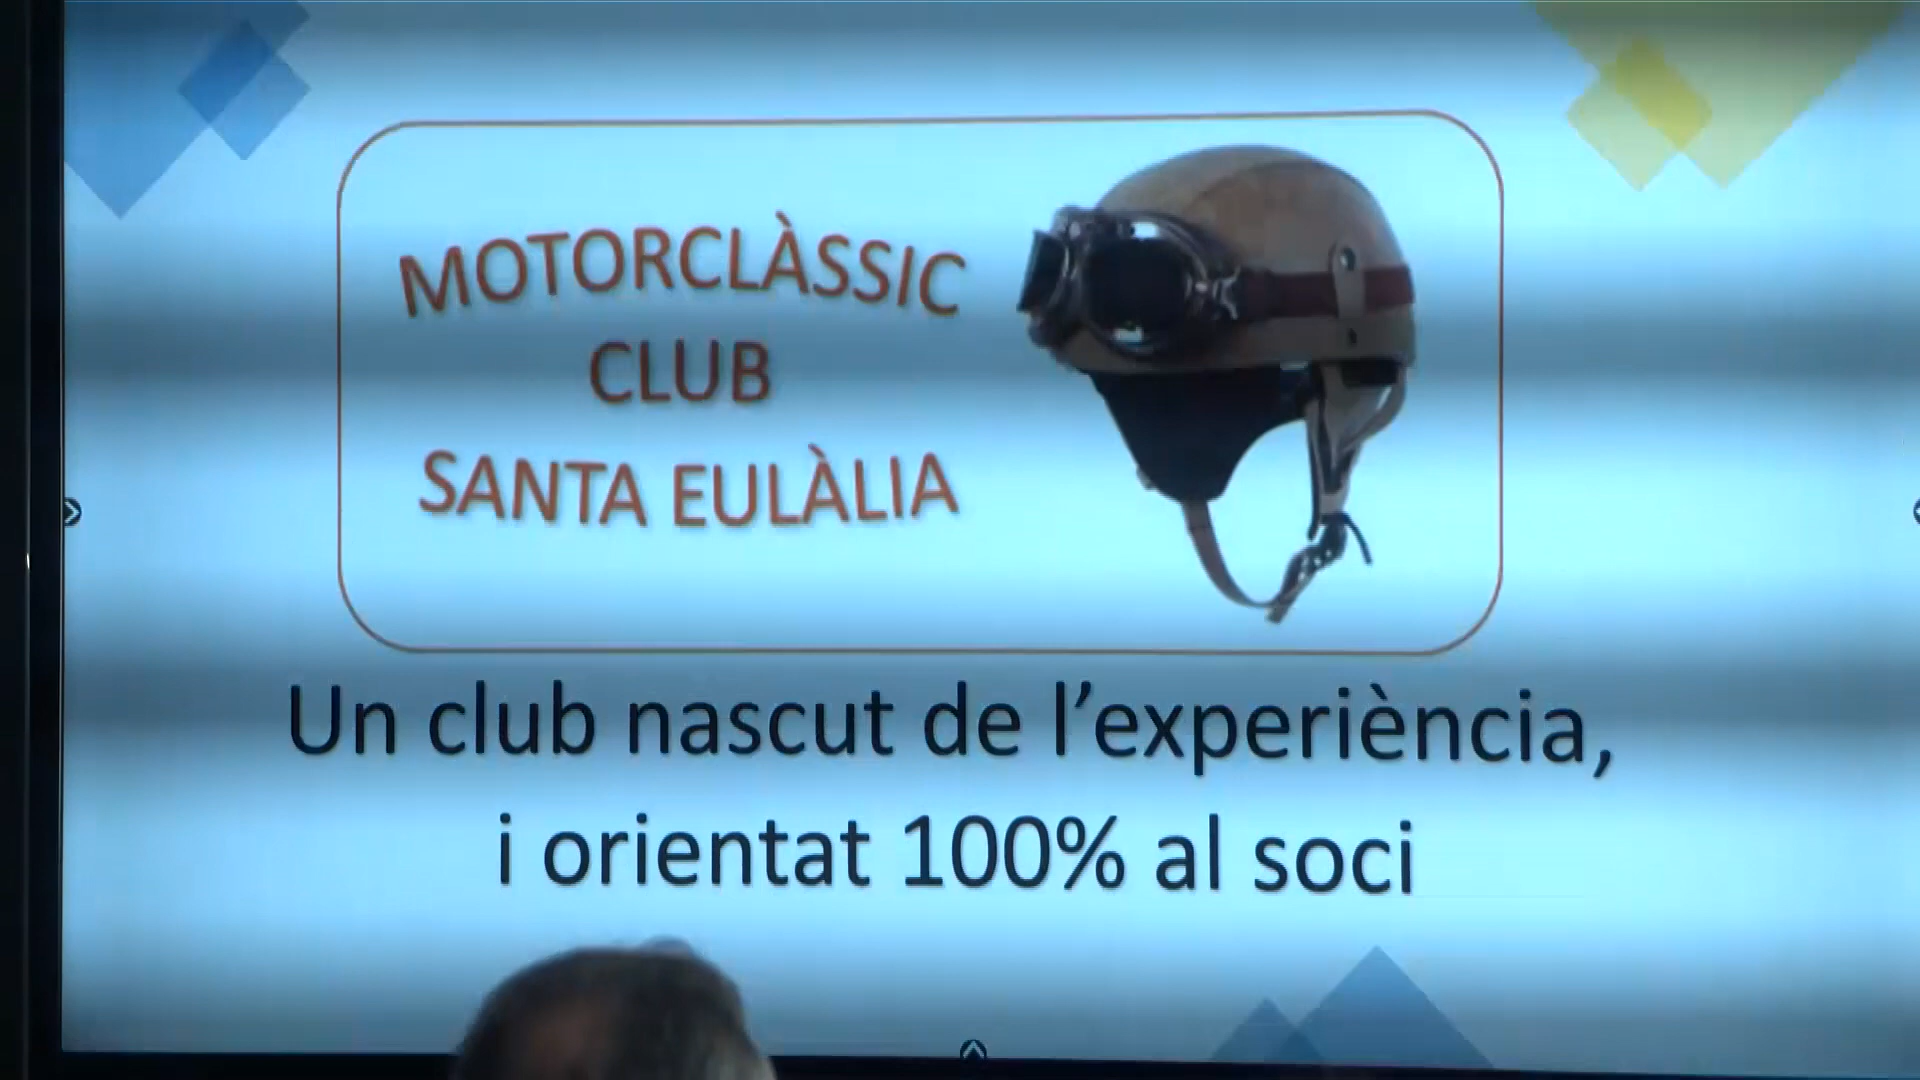 MOTORCLÀSSIC
CLUB
SANTA EULÀLIA
Un club nascut de l’experiència,
i orientat 100% al soci